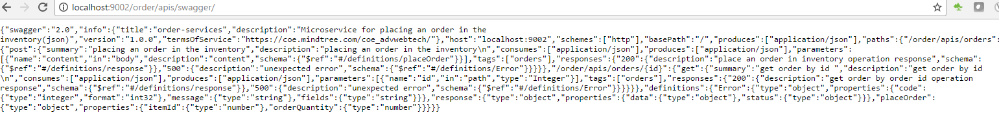 localhost:9002/order/apis/swagger/
{"swagger":"2.0","info":{"title":"order-services","description":"Microservice for placing an order in the
inventory(json)","version":"1.0.0","termsOfService":"https://coe.mindtree.com/coe_advwebtech/"},"host":"localhost:9002","schemes":["http"],"basePath":"/","produces":["application/json"],"paths":{"/order/apis/orders":
{"post":{"summary":"placing an order in the inventory","description":"placing an order in the inventory\n","consumes":["application/json"],"produces":["application/json"],"parameters":
[{"name":"content","in":"body","description":"content","schema":{"$ref":"#/definitions/placeOrder"}}],"tags":["orders"],"responses":{"200":{"description":"place an order in inventory operation response","schema":
{"$ref":"#/definitions/response"}},"500":{"description":"unexpected error","schema":{"$ref":"#/definitions/Error"}}}}},"/order/apis/orders/{id}":{"get":{"summary":"get order by id ","description":"get order by id
\n","consumes":["application/json"],"produces":["application/json"],"parameters":[{"name":"id","in":"path","type":"Integer"}],"tags":["orders"],"responses":{"200":{"description":"get order by order id operation
response","schema":{"$ref":"#/definitions/response"}},"500":{"description":"unexpected error","schema":{"$ref":"#/definitions/Error"}}}}}},"definitions":{"Error":{"type":"object","properties":{"code":
{"type":"integer","format":"int32"},"message":{"type":"string"},"fields":{"type":"string"}}},"response":{"type":"object","properties":{"data":{"type":"object"},"status":{"type":"object"}}},"placeOrder":
{"type":"object","properties":{"itemId":{"type":"number"},"orderQuantity":{"type":"number"}}}}}